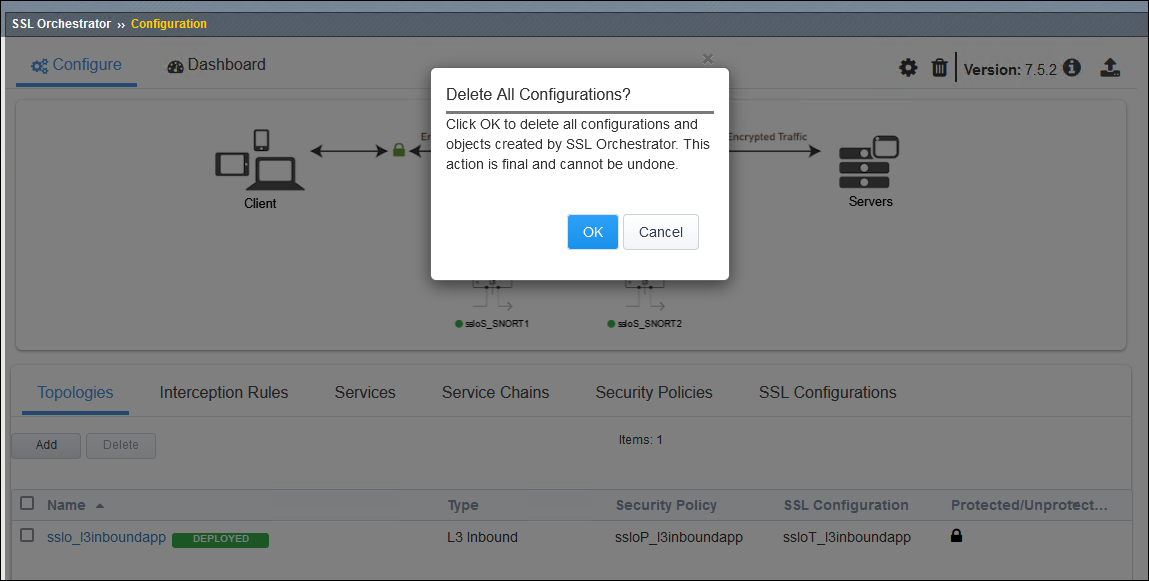 SSL Orchestrator ›› Configuration
Configure Dashboard Version: 7.5.2
Delete All Configurations?
Click OK to delete all configurations and
objects created by SSL Orchestrator. This
action is final and cannot be undone.
OK Cancel
Encrypted Traffic
Client
Servers
ssloS_SNORT1 ssloS_SNORT2
Topologies Interception Rules Services Service Chains Security Policies SSL Configurations
Add Delete Items: 1
Name Type Security Policy SSL Configuration Protected/Unprotect...
sslo_l3inboundapp DEPLOYED L3 Inbound ssloP_l3inboundapp ssloT_l3inboundapp